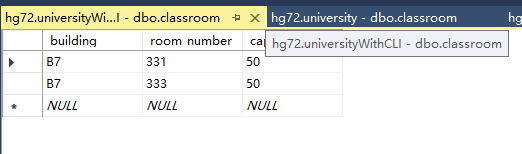 hg72.universityWi...I - dbo.classroom
hg72.university - dbo.classroom
building room number cap
hg72.universityWithCLI - dbo.classroom
B7 331 50
B7 333 50
NULL NULL NULL